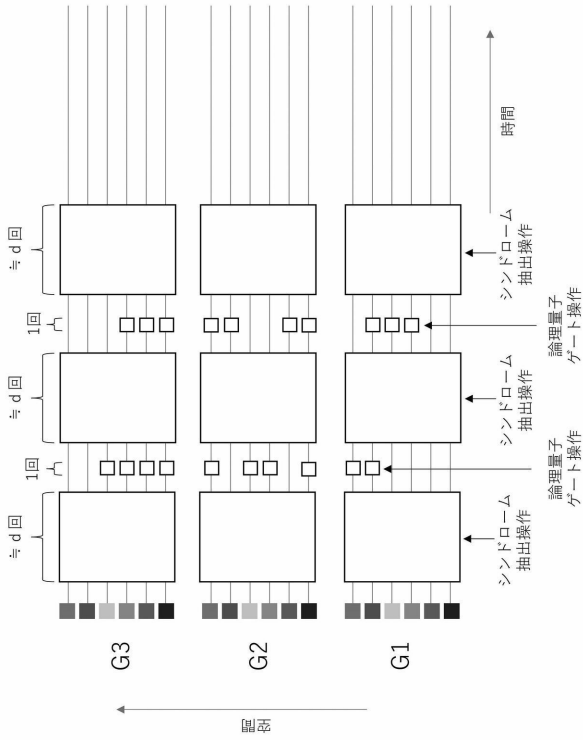 ≒ d 回
1回
≒ d 回
1回
≒ d 回
G3
G2
空間
G1
シンドローム
抽出操作
シンドローム
抽出操作
シンドローム
抽出操作
時間
論理量子
ゲート操作
論理量子
ゲート操作